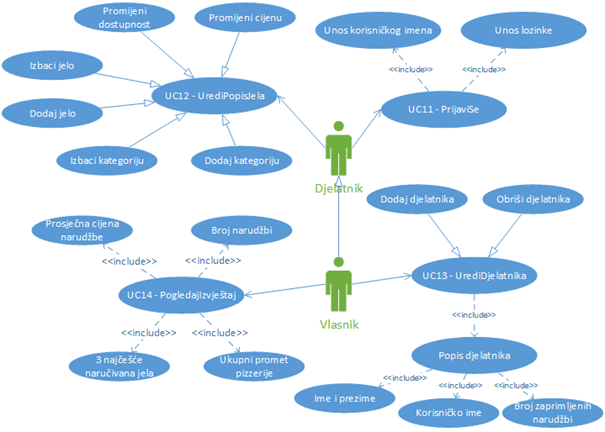 Promijeni
dostupnost
Promijeni cijenu
Unos korisničkog imena
Unos lozinke
Izbaci jelo
<<include>>
<<include>>
UC12 - UrediPopisJela
UC11 - PrijaviSe
Dodaj jelo
Izbaci kategoriju
Dodaj kategoriju
Djelatnik
Dodaj djelatnika
Obriši djelatnika
Prosječna cijena
narudžbe
Broj narudžbi
<<include>>
<<include>>
UC13 - UrediDjelatnika
UC14 - PogledajIzvještaj
Vlasnik
<<include>>
<<include>>
<<include>>
3 najčešće
naručivana jela
Ukupni promet
pizzerije
Popis djelatnika
<<include>>
<<include>>
<<include>>
Ime i prezime
Korisničko ime
Broj zaprimljenih
narudžbi